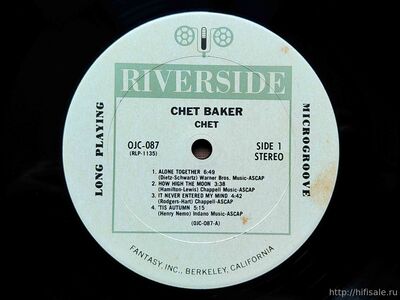 RIVERSIDE
LONG PLAYING
MICROGROOVE
CHET BAKER
CHET
OJC-087
(RLP-1135)
SIDE 1
STEREO
1. ALONE TOGETHER 6:49
(Dietz-Schwartz) Warner Bros. Music-ASCAP
2. HOW HIGH THE MOON 3:38
(Hamilton-Lewis) Chappell Music-ASCAP
3. IT NEVER ENTERED MY MIND 4:42
(Rodgers-Hart) Chappell-ASCAP
4. 'TIS AUTUMN 5:15
(Henry Nemo) Indano Music-ASCAP
(OJC-087-A)
FANTASY, INC., BERKELEY, CALIFORNIA
http://hifisale.ru